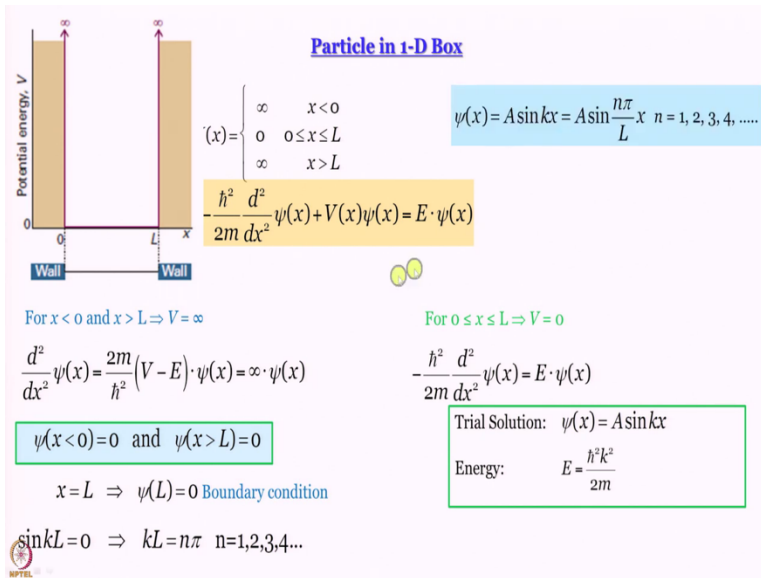 Particle in 1-D Box
∞ ∞
Potential energy, V
0
0 L x
Wall Wall
(x) = { ∞ x < 0
0 0 ≤ x ≤ L
∞ x > L
ψ(x) = A sin kx = A sin nπ/L x n = 1, 2, 3, 4, .....
-ħ²/2m d²/dx² ψ(x) + V(x)ψ(x) = E · ψ(x)
For x < 0 and x > L ⇒ V = ∞
d²/dx² ψ(x) = 2m/ħ² (V − E) · ψ(x) = ∞ · ψ(x)
ψ(x<0)=0 and ψ(x>L)=0
x = L ⇒ ψ(L)=0 Boundary condition
sin kL = 0 ⇒ kL = nπ n=1,2,3,4...
For 0 ≤ x ≤ L ⇒ V = 0
-ħ²/2m d²/dx² ψ(x) = E · ψ(x)
Trial Solution: ψ(x) = A sin kx
Energy: E = ħ²k²/2m
NPTEL